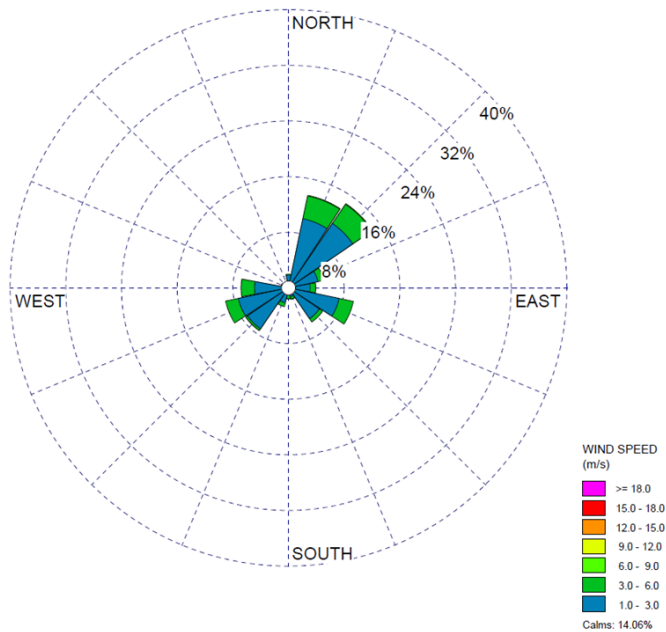 NORTH
40%
32%
24%
16%
8%
WEST
EAST
SOUTH
WIND SPEED
(m/s)
>= 18.0
15.0 - 18.0
12.0 - 15.0
9.0 - 12.0
6.0 - 9.0
3.0 - 6.0
1.0 - 3.0
Calms: 14.06%